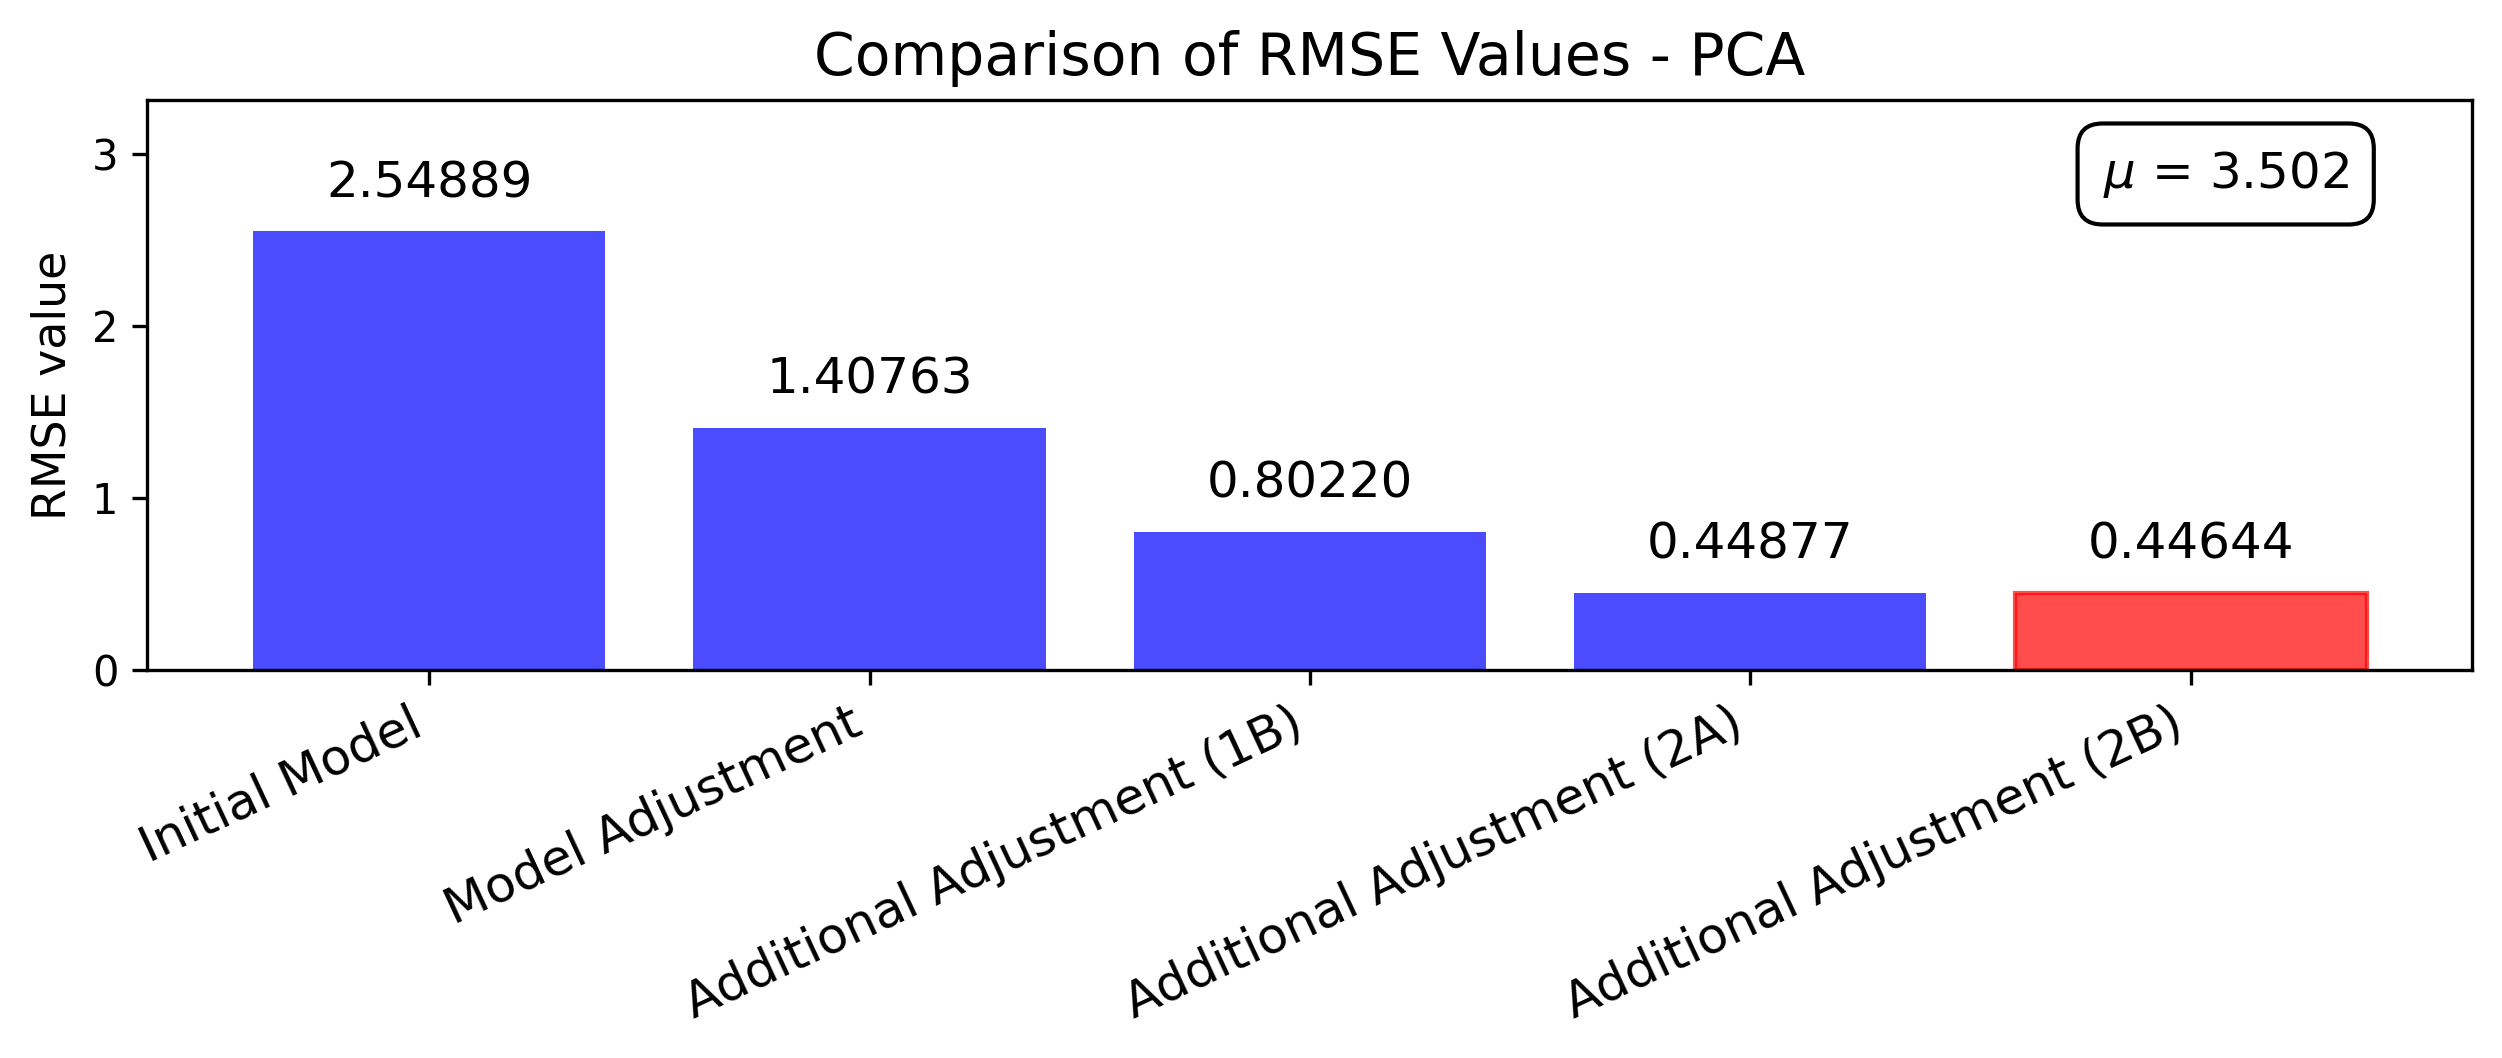 Comparison of RMSE Values - PCA
RMSE value
3
2
1
0
2.54889
1.40763
0.80220
0.44877
0.44644
μ = 3.502
Initial Model
Model Adjustment
Additional Adjustment (1B)
Additional Adjustment (2A)
Additional Adjustment (2B)